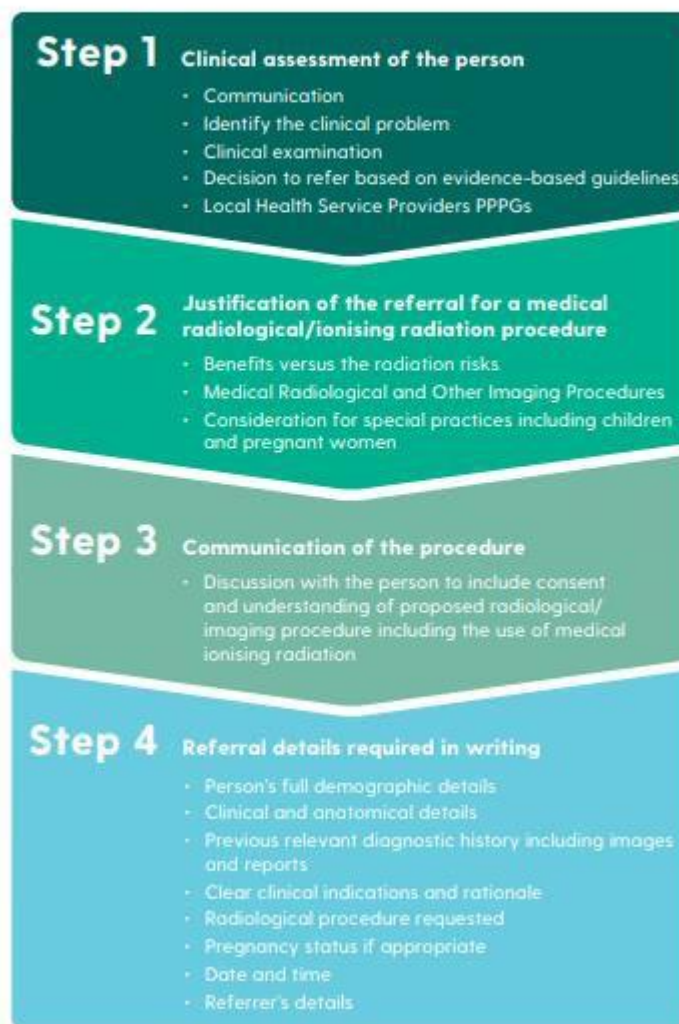 Step 1 Clinical assessment of the person
· Communication
· Identify the clinical problem
· Clinical examination
· Decision to refer based on evidence-based guidelines
· Local Health Service Providers PPPGs
Step 2 Justification of the referral for a medical
radiological/ionising radiation procedure
· Benefits versus the radiation risks
· Medical Radiological and Other Imaging Procedures
· Consideration for special practices including children
and pregnant women
Step 3 Communication of the procedure
· Discussion with the person to include consent
and understanding of proposed radiological/
imaging procedure including the use of medical
ionising radiation
Step 4 Referral details required in writing
· Person's full demographic details
· Clinical and anatomical details
· Previous relevant diagnostic history including images
and reports
· Clear clinical indications and rationale
· Radiological procedure requested
· Pregnancy status if appropriate
· Date and time
· Referrer's details